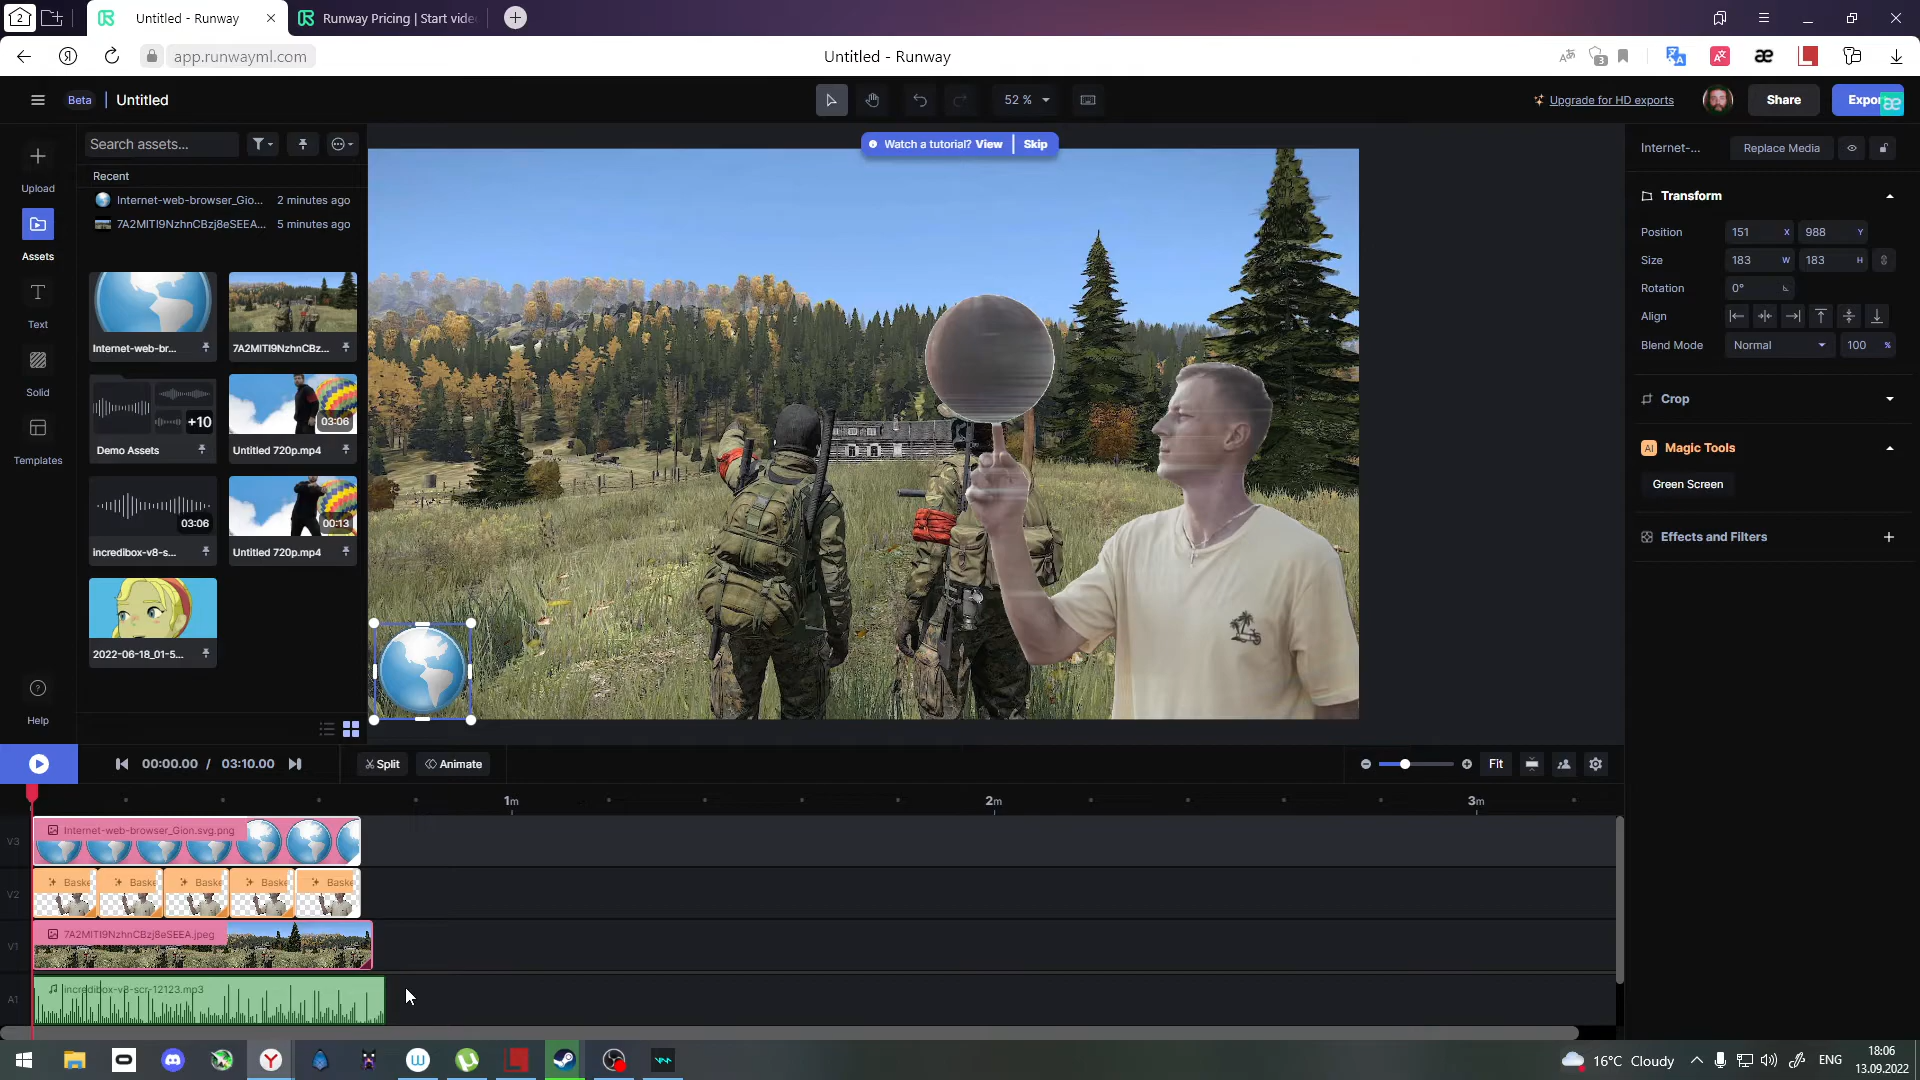 2
Untitled - Runway
Runway Pricing | Start vide
app.runwayml.com
Untitled - Runway
3
Beta
Untitled
52 %
Upgrade for HD exports
Share
Expo
æ
Search assets...
Watch a tutorial? View
Skip
Internet-...
Replace Media
Upload
Recent
Internet-web-browser_Gio...
2 minutes ago
7A2MITI9NzhnCBzj8eSEEA...
5 minutes ago
Transform
Position
151
X
988
Y
Assets
Size
183
W
183
H
Rotation
0°
Text
Align
Internet-web-br...
7A2MITI9NzhnCBz...
Blend Mode
Normal
100
%
Solid
+10
03:06
Crop
Templates
Demo Assets
Untitled 720p.mp4
AI
Magic Tools
Green Screen
03:06
00:13
incredibox-v8-s...
Untitled 720p.mp4
Effects and Filters
2022-06-18_01-5...
Help
00:00.00 / 03:10.00
Split
Animate
Fit
1m
2m
3m
V3
Internet-web-browser_Gion.svg.png
V2
Baske
Baske
Baske
Baske
Baske
V1
7A2MITI9NzhnCBzj8eSEEA.jpeg
A1
incredibox-v8-scr-12123.mp3
16°C Cloudy
ENG
18:06
13.09.2022